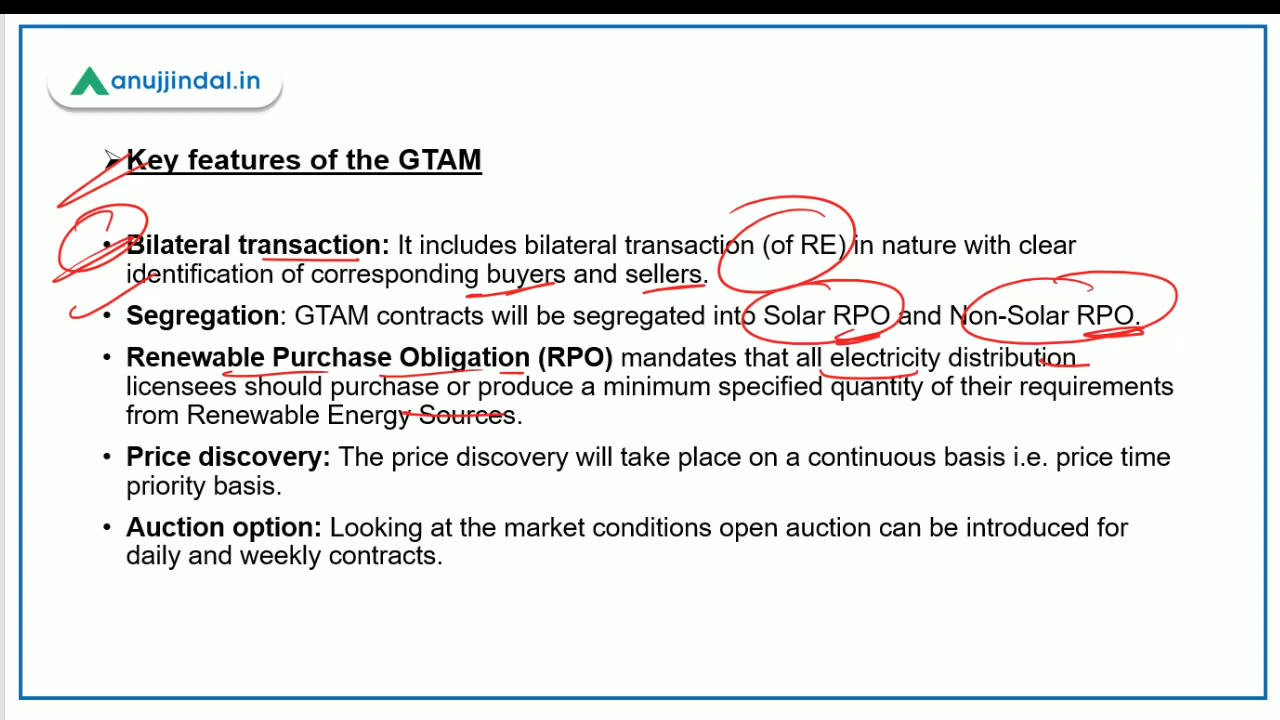 anujjindal.in
➢Key features of the GTAM
• Bilateral transaction: It includes bilateral transaction (of RE) in nature with clear
identification of corresponding buyers and sellers.
• Segregation: GTAM contracts will be segregated into Solar RPO and Non-Solar RPO.
• Renewable Purchase Obligation (RPO) mandates that all electricity distribution
licensees should purchase or produce a minimum specified quantity of their requirements
from Renewable Energy Sources.
• Price discovery: The price discovery will take place on a continuous basis i.e. price time
priority basis.
• Auction option: Looking at the market conditions open auction can be introduced for
daily and weekly contracts.